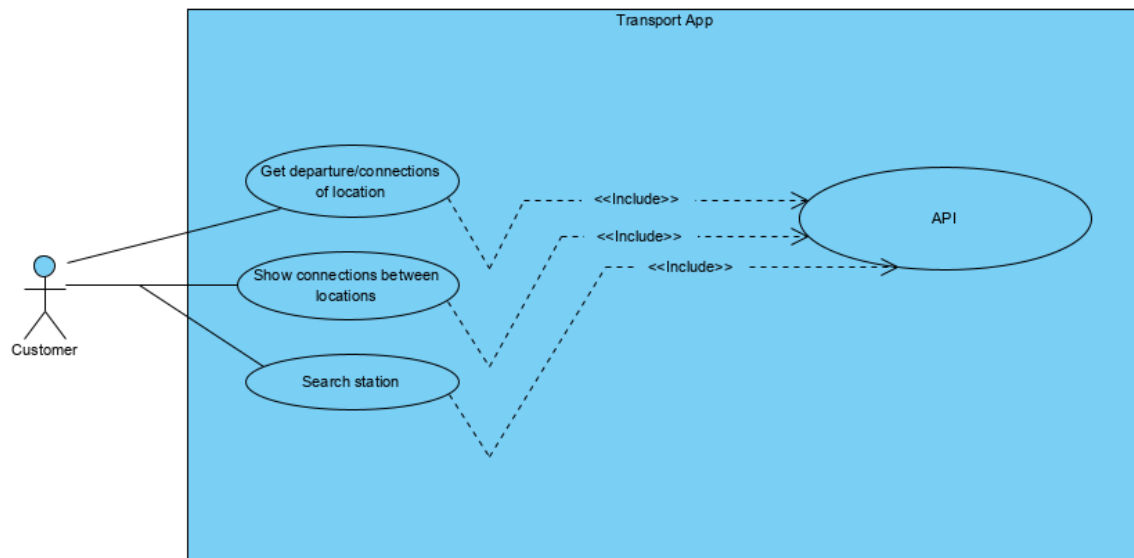 Transport App
Get departure/connections
of location
<<Include>>
API
<<Include>>
<<Include>>
Show connections between
locations
Customer
Search station